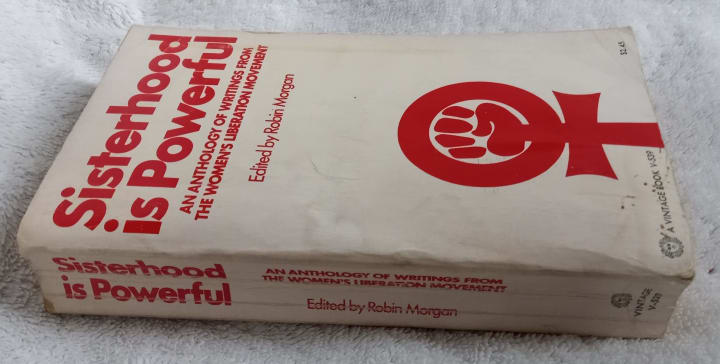 Sisterhood
is Powerful
AN ANTHOLOGY OF WRITINGS FROM
THE WOMEN'S LIBERATION MOVEMENT
Edited by Robin Morgan
$2.45
A VINTAGE BOOK V-539
Sisterhood
is Powerful
AN ANTHOLOGY OF WRITINGS FROM
THE WOMEN'S LIBERATION MOVEMENT
Edited by Robin Morgan
VINTAGE
V-539